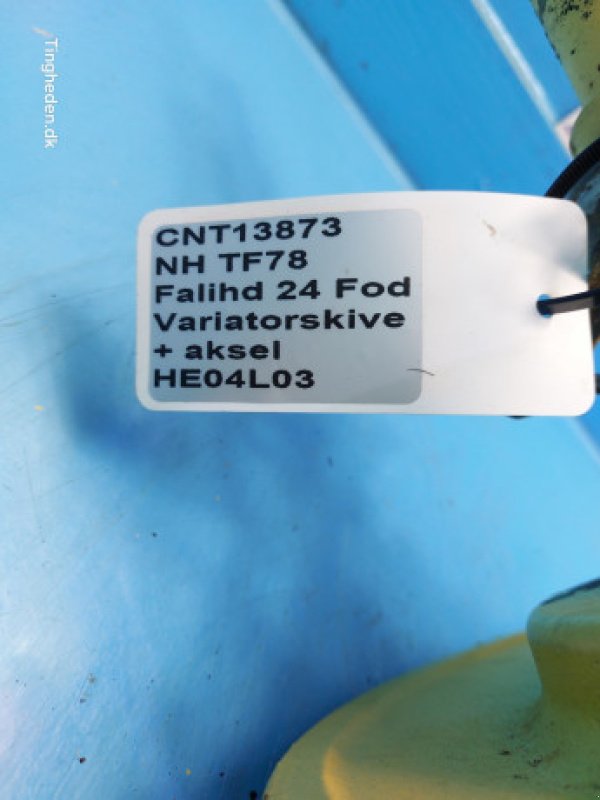 Tingheden.dk
CNT13873
NH TF78
Falihd 24 Fod
Variatorskive
+ aksel
HE04L03